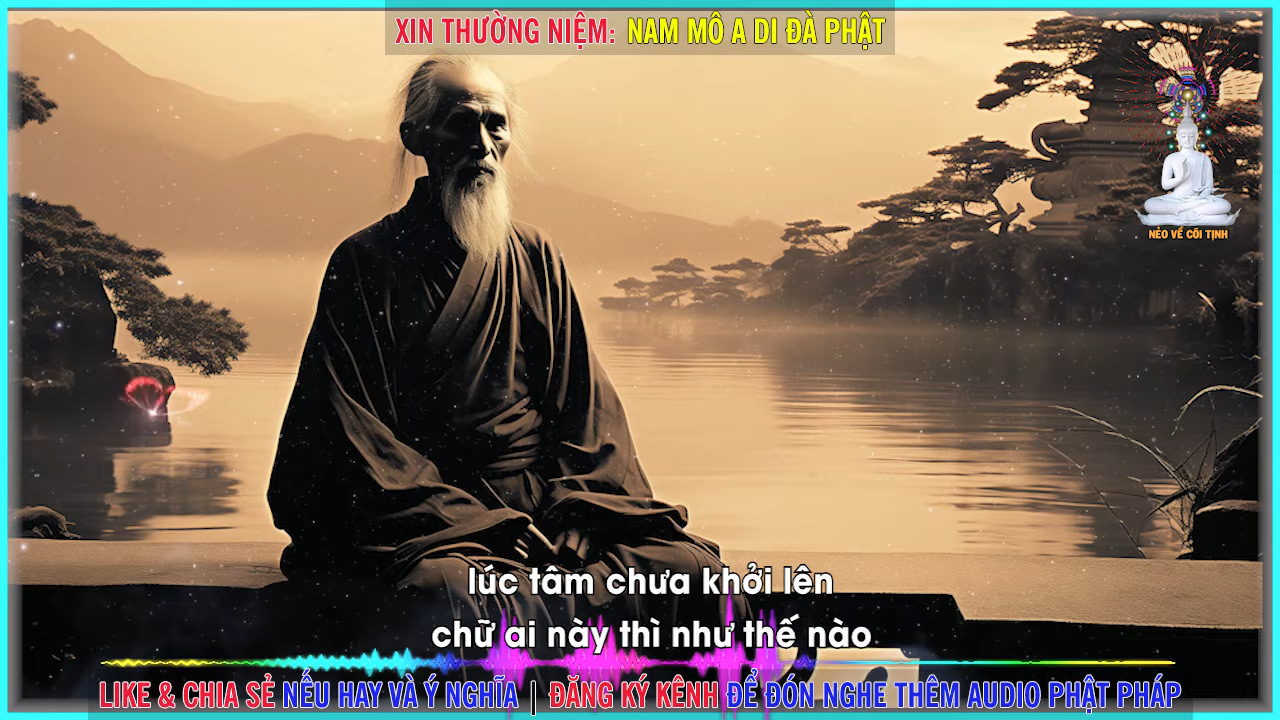 XIN THƯỜNG NIỆM: NAM MÔ A DI ĐÀ PHẬT
NẺO VỀ CÕI TỊNH
lúc tâm chưa khởi lên
chữ ai này thì như thế nào
LIKE & CHIA SẺ NẾU HAY VÀ Ý NGHĨA | ĐĂNG KÝ KÊNH ĐỂ ĐÓN NGHE THÊM AUDIO PHẬT PHÁP